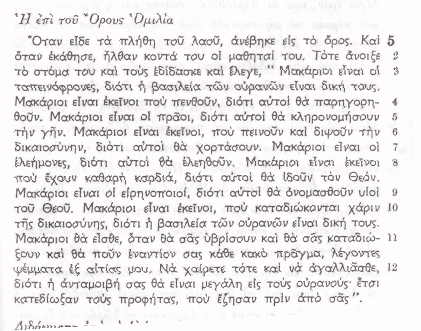 Ἡ ἐπὶ τοῦ Ὄρους Ὁμιλία
Ὅταν εἶδε τὰ πλήθη τοῦ λαοῦ, ἀνέβηκε εἰς τὸ ὄρος. Καὶ 5
ὅταν ἐκάθησε, ἦλθαν κοντά του οἱ μαθηταί του. Τότε ἄνοιξε 2
τὸ στόμα του καὶ τοὺς ἐδίδασκε καὶ ἔλεγε, " Μακάριοι εἶναι οἱ 3
ταπεινόφρονες, διότι ἡ βασιλεία τῶν οὐρανῶν εἶναι δική τους.
Μακάριοι εἶναι ἐκεῖνοι ποὺ πενθοῦν, διότι αὐτοὶ θὰ παρηγορη- 4
θοῦν. Μακάριοι εἶναι οἱ πρᾶοι, διότι αὐτοὶ θὰ κληρονομήσουν 5
τὴν γῆν. Μακάριοι εἶναι ἐκεῖνοι, ποὺ πεινοῦν καὶ διψοῦν τὴν 6
δικαιοσύνην, διότι αὐτοὶ θὰ χορτάσουν. Μακάριοι εἶναι οἱ 7
ἐλεήμονες, διότι αὐτοὶ θὰ ἐλεηθοῦν. Μακάριοι εἶναι ἐκεῖνοι 8
ποὺ ἔχουν καθαρὴ καρδιά, διότι αὐτοὶ θὰ ἰδοῦν τὸν Θεόν.
Μακάριοι εἶναι οἱ εἰρηνοποιοί, διότι αὐτοὶ θὰ ὀνομασθοῦν υἱοὶ 9
τοῦ Θεοῦ. Μακάριοι εἶναι ἐκεῖνοι, ποὺ καταδιώκονται χάριν 10
τῆς δικαιοσύνης, διότι ἡ βασιλεία τῶν οὐρανῶν εἶναι δική τους.
Μακάριοι θὰ εἶσθε, ὅταν θὰ σᾶς ὑβρίσουν καὶ θὰ σᾶς καταδιώ- 11
ξουν καὶ θὰ ποῦν ἐναντίον σας κάθε κακὸ πρᾶγμα, λέγοντες
ψέμματα ἐξ αἰτίας μου. Νὰ χαίρετε τότε καὶ νὰ ἀγαλλιᾶσθε, 12
διότι ἡ ἀνταμοιβή σας θὰ εἶναι μεγάλη εἰς τοὺς οὐρανούς· ἔτσι
κατεδίωξαν τοὺς προφήτας, ποὺ ἔζησαν πρὶν ἀπὸ σᾶς".